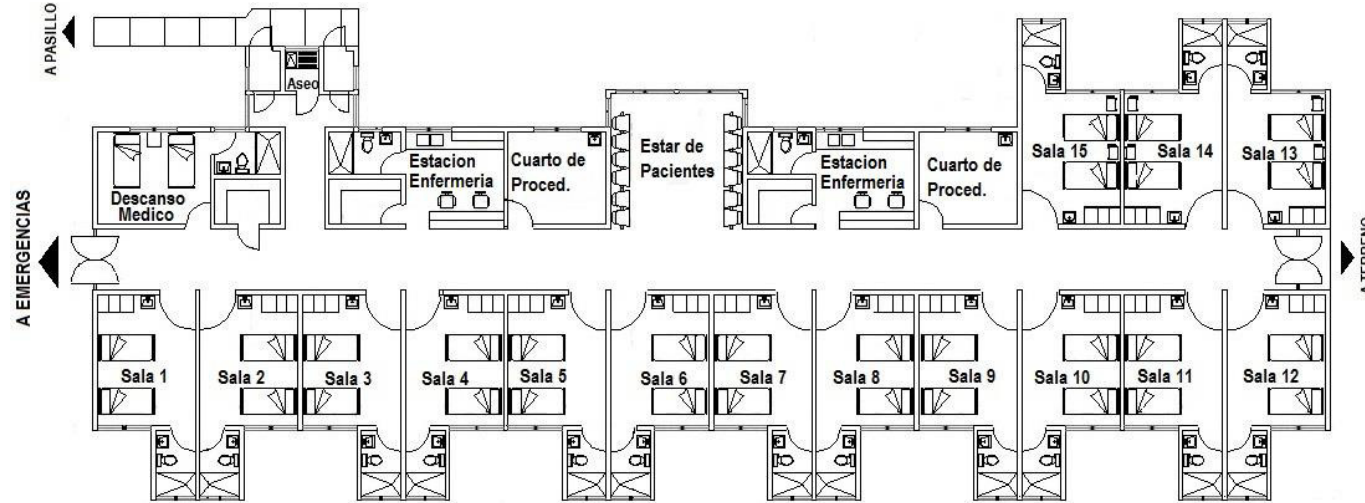 A PASILLO
Aseo
Descanso
Medico
Estacion
Enfermeria
Cuarto de
Proced.
Estar de
Pacientes
Estacion
Enfermeria
Cuarto de
Proced.
Sala 15
Sala 14
Sala 13
A EMERGENCIAS
A TERRENO
Sala 1
Sala 2
Sala 3
Sala 4
Sala 5
Sala 6
Sala 7
Sala 8
Sala 9
Sala 10
Sala 11
Sala 12